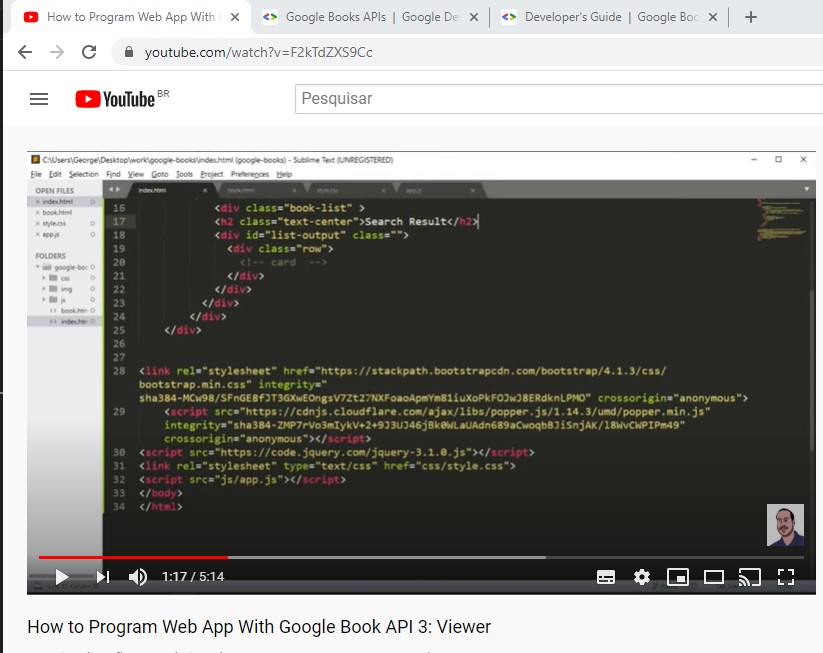 How to Program Web App With
Google Books APIs | Google De
Developer's Guide | Google Boo
youtube.com/watch?v=F2kTdZXS9Cc
YouTube BR
Pesquisar
C:\Users\George\Desktop\work\google-books\index.html (google-books) - Sublime Text (UNREGISTERED)
File Edit Selection Find View Goto Tools Project Preferences Help
OPEN FILES
index.html
book.html
style.css
app.js
FOLDERS
google-boo
css
img
js
book.htm
index.htm
index.html book.html style.css app.js
16 <div class="book-list" >
17 <h2 class="text-center">Search Result</h2>
18 <div id="list-output" class="">
19 <div class="row">
20 <!-- card -->
21 </div>
22 </div>
23 </div>
24 </div>
25 </div>
26
27
28 <link rel="stylesheet" href="https://stackpath.bootstrapcdn.com/bootstrap/4.1.3/css/
bootstrap.min.css" integrity="
sha384-MCw98/SFnGE8fJT3GXwEOngsV7Zt27NXFoaoApmYm81iuXoPkFOJwJ8ERdknLPMO" crossorigin="anonymous">
29 <script src="https://cdnjs.cloudflare.com/ajax/libs/popper.js/1.14.3/umd/popper.min.js"
integrity="sha384-ZMP7rVo3mIykV+2+9J3UJ46jBk0WLaUAdn689aCwoqbBJiSnjAK/l8WvCWPIPm49"
crossorigin="anonymous"></script>
30 <script src="https://code.jquery.com/jquery-3.1.0.js"></script>
31 <link rel="stylesheet" type="text/css" href="css/style.css">
32 <script src="js/app.js"></script>
33 </body>
34 </html>
1:17 / 5:14
How to Program Web App With Google Book API 3: Viewer